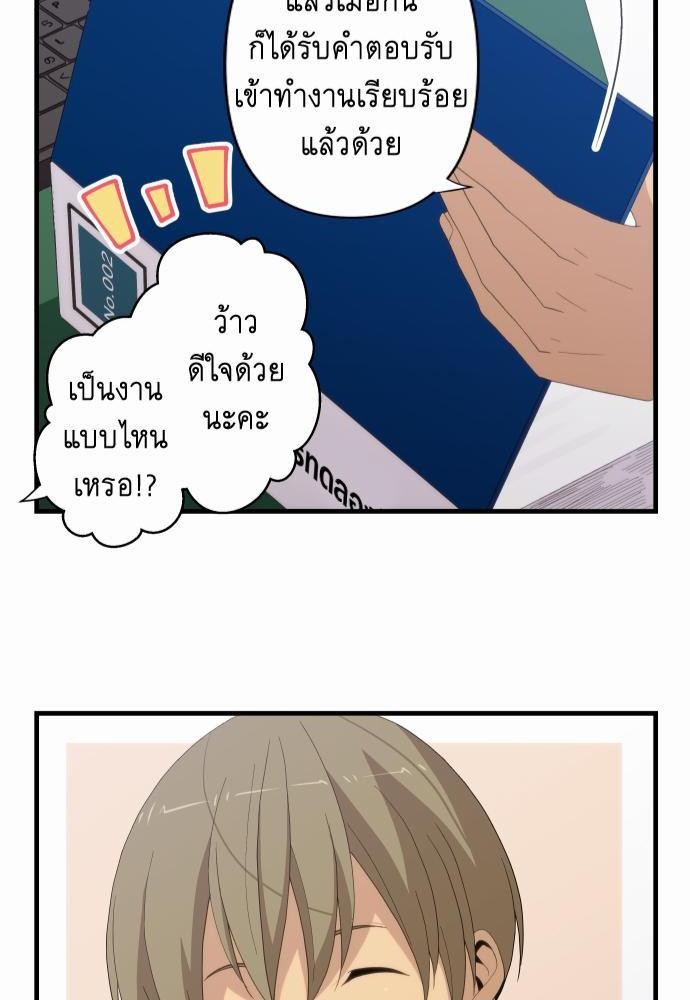 แล้วเมื่อกี้นี้
ก็ได้รับคำตอบรับ
เข้าทำงานเรียบร้อย
แล้วด้วย
No.002
ว้าว
ดีใจด้วย
นะคะ
เป็นงาน
แบบไหน
เหรอ!?